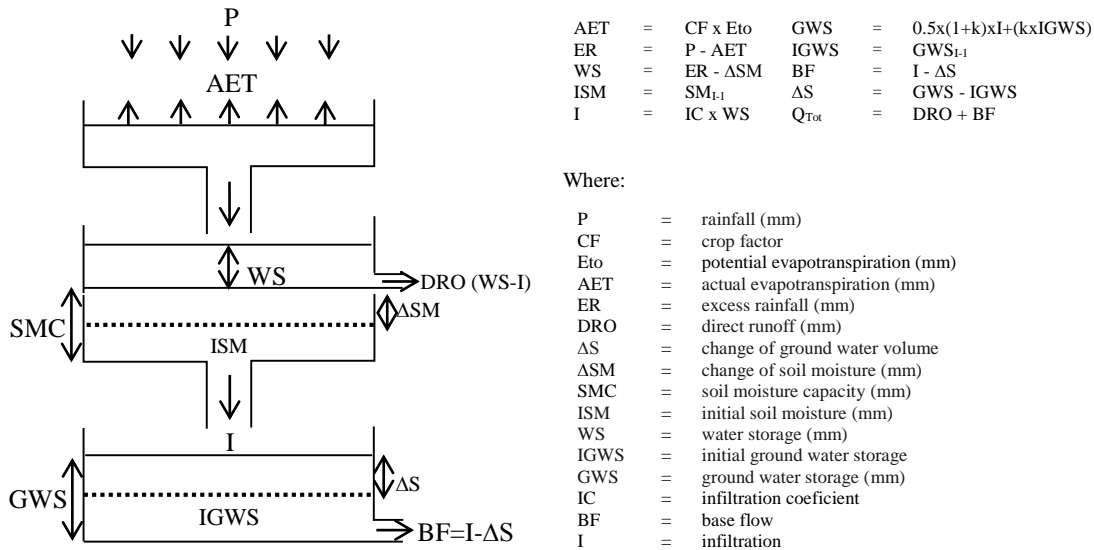 P
AET
WS
DRO (WS-I)
ΔSM
SMC
ISM
I
ΔS
GWS
IGWS
BF=I-ΔS
AET = CF x Eto GWS = 0.5x(1+k)xI+(kxIGWS)
ER = P - AET IGWS = GWSI-1
WS = ER - ΔSM BF = I - ΔS
ISM = SMI-1 ΔS = GWS - IGWS
I = IC x WS QTot = DRO + BF
Where:
P = rainfall (mm)
CF = crop factor
Eto = potential evapotranspiration (mm)
AET = actual evapotranspiration (mm)
ER = excess rainfall (mm)
DRO = direct runoff (mm)
ΔS = change of ground water volume
ΔSM = change of soil moisture (mm)
SMC = soil moisture capacity (mm)
ISM = initial soil moisture (mm)
WS = water storage (mm)
IGWS = initial ground water storage
GWS = ground water storage (mm)
IC = infiltration coeficient
BF = base flow
I = infiltration